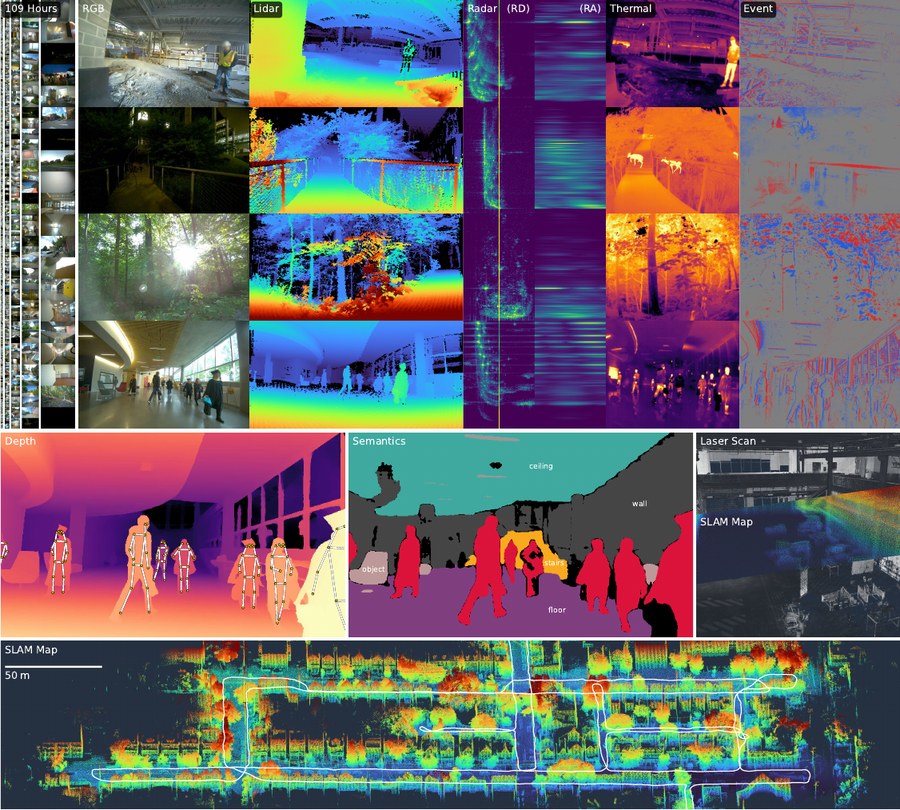 109 Hours
RGB
Lidar
Radar (RD) (RA)
Thermal
Event
Depth
Semantics
ceiling
wall
object
stairs
floor
Laser Scan
SLAM Map
SLAM Map
50 m